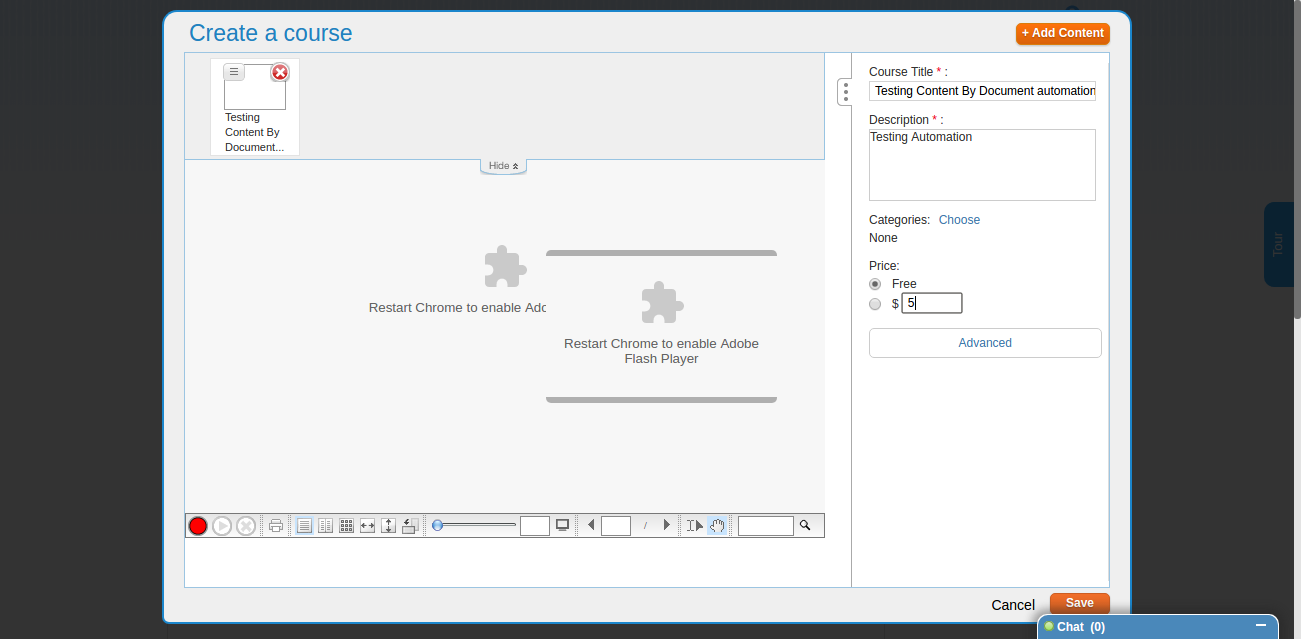 Create a course
+ Add Content
Testing
Content By
Document...
Hide
Restart Chrome to enable Ado
Restart Chrome to enable Adobe
Flash Player
/
Course Title * :
Testing Content By Document automation
Description * :
Testing Automation
Categories: Choose
None
Price:
Free
$ 5
Advanced
Tour
Cancel
Save
Chat (0)